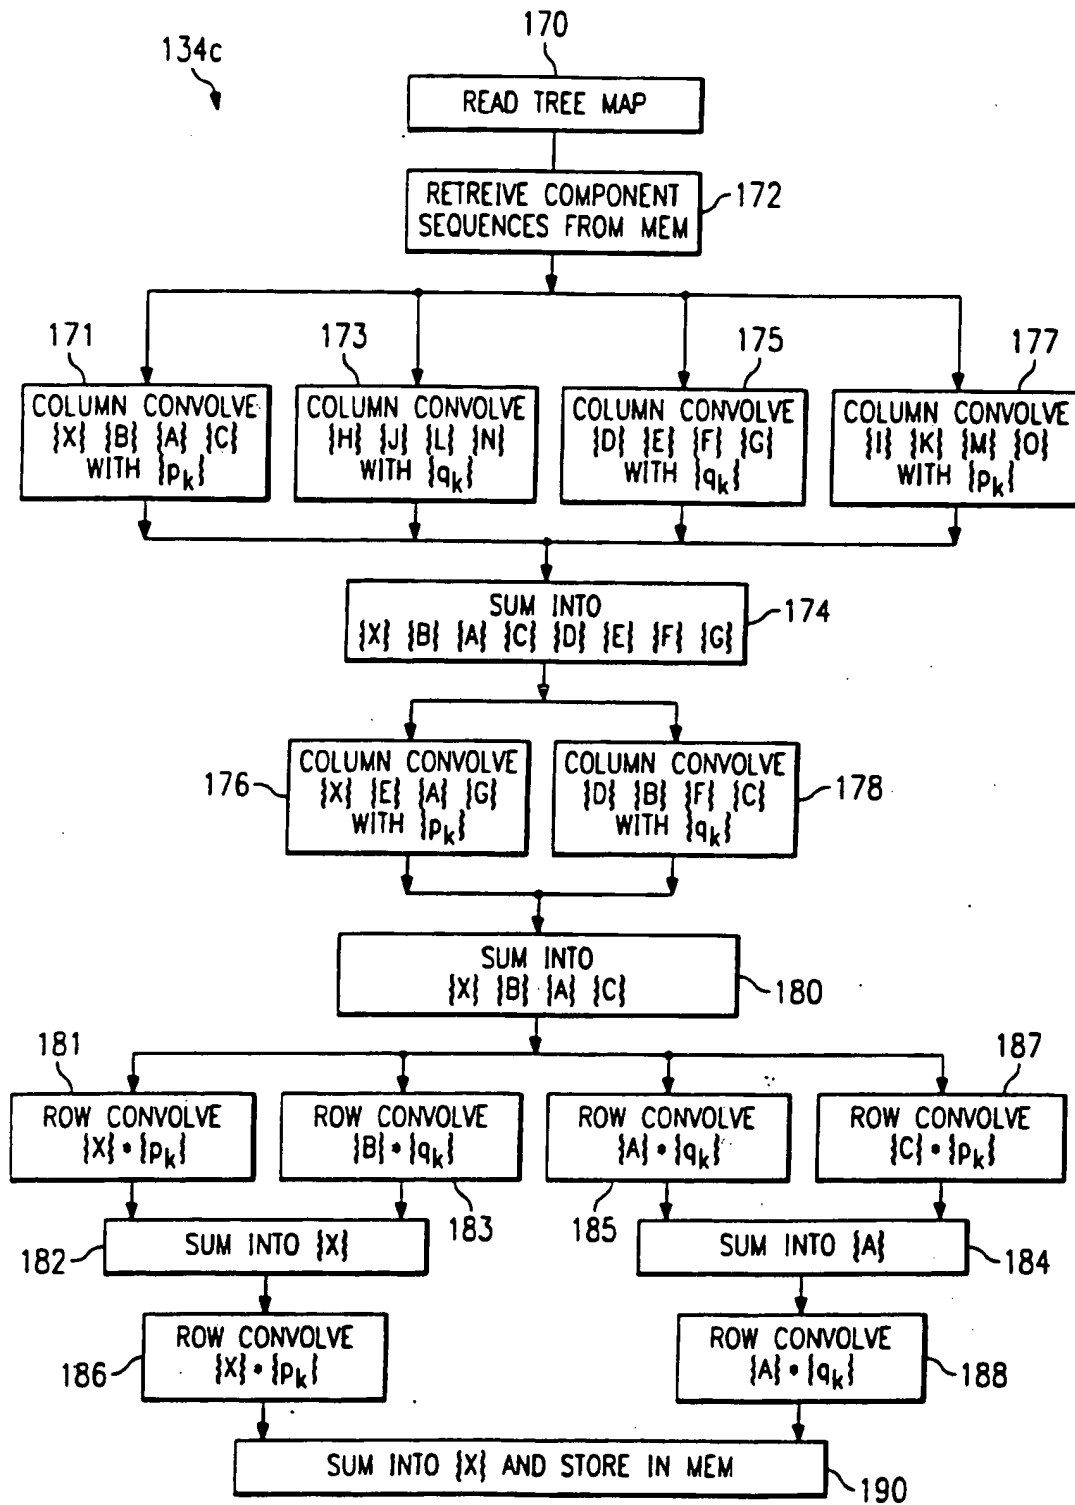 134c
170
READ TREE MAP
RETREIVE COMPONENT
SEQUENCES FROM MEM
172
171
COLUMN CONVOLVE
{X} {B} {A} {C}
WITH {pk}
173
COLUMN CONVOLVE
{H} {J} {L} {N}
WITH {qk}
175
COLUMN CONVOLVE
{D} {E} {F} {G}
WITH {qk}
177
COLUMN CONVOLVE
{I} {K} {M} {O}
WITH {pk}
SUM INTO
{X} {B} {A} {C} {D} {E} {F} {G}
174
176
COLUMN CONVOLVE
{X} {E} {A} {G}
WITH {pk}
COLUMN CONVOLVE
{D} {B} {F} {C}
WITH {qk}
178
SUM INTO
{X} {B} {A} {C}
180
181
ROW CONVOLVE
{X} * {pk}
ROW CONVOLVE
{B} * {qk}
183
ROW CONVOLVE
{A} * {qk}
185
187
ROW CONVOLVE
{C} * {pk}
182
SUM INTO {X}
SUM INTO {A}
184
186
ROW CONVOLVE
{X} * {pk}
ROW CONVOLVE
{A} * {qk}
188
SUM INTO {X} AND STORE IN MEM
190